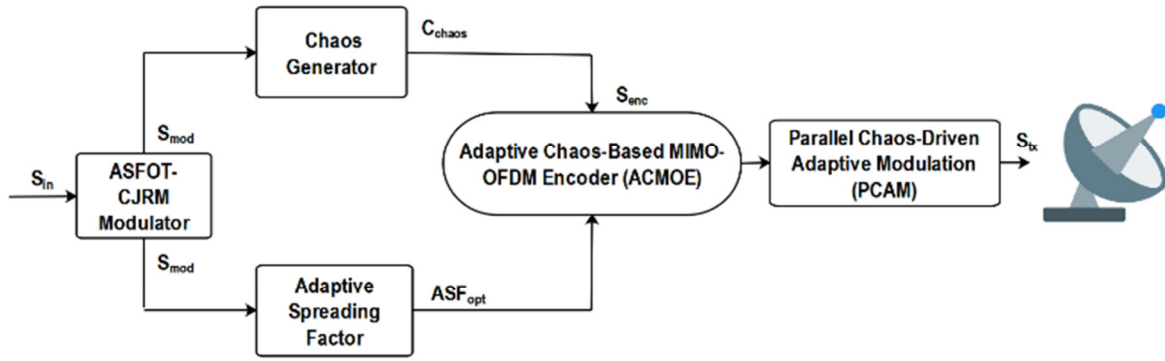 S_in
ASFOT-
CJRM
Modulator
S_mod
Chaos
Generator
C_chaos
S_mod
Adaptive
Spreading
Factor
ASF_opt
S_enc
Adaptive Chaos-Based MIMO-
OFDM Encoder (ACMOE)
Parallel Chaos-Driven
Adaptive Modulation
(PCAM)
S_tx